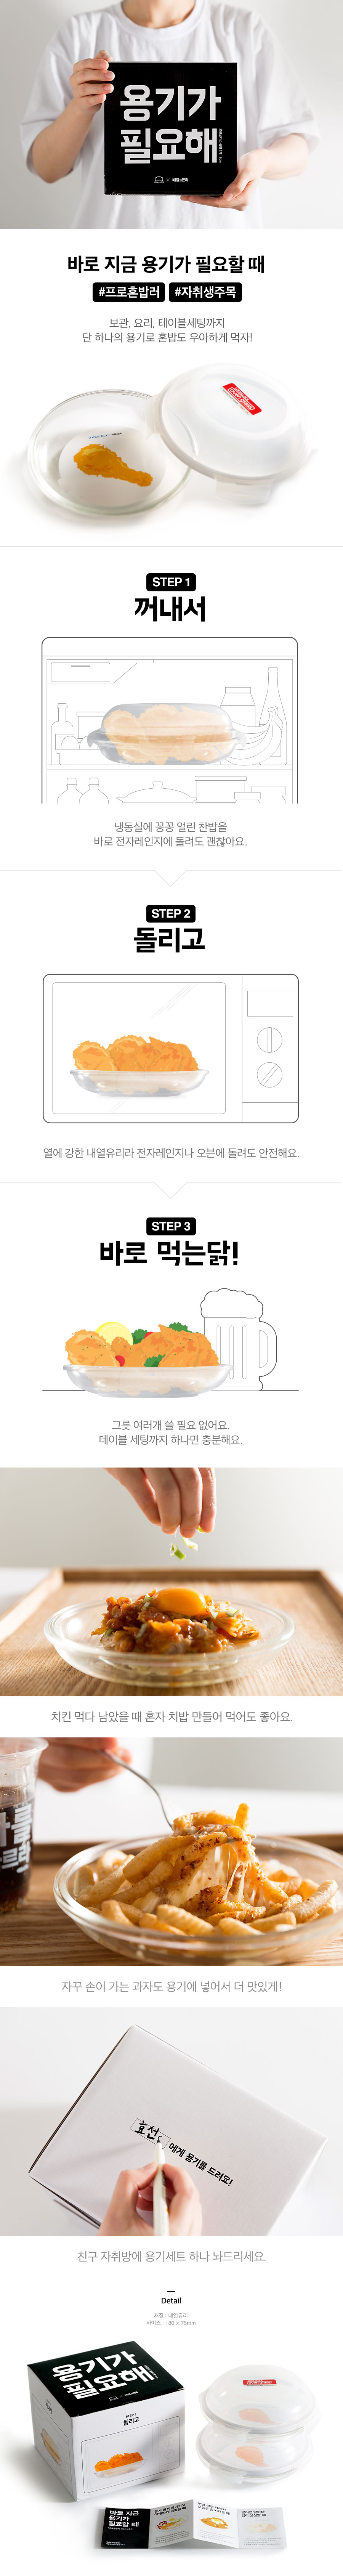 용기가
필요해
바로 지금 용기가 필요할 때
#프로혼밥러 #자취생주목
보관, 요리, 테이블세팅까지
단 하나의 용기로 혼밥도 우아하게 먹자!
STEP 1
꺼내서
냉동실에 꽁꽁 얼린 찬밥을
바로 전자레인지에 돌려도 괜찮아요.
STEP 2
돌리고
열에 강한 내열유리라 전자레인지나 오븐에 돌려도 안전해요.
STEP 3
바로 먹는닭!
그릇 여러개 쓸 필요 없어요.
테이블 세팅까지 하나면 충분해요.
치킨 먹다 남았을 때 혼자 치밥 만들어 먹어도 좋아요.
자꾸 손이 가는 과자도 용기에 넣어서 더 맛있게!
효선
에게 용기를 드려요!
친구 자취방에 용기세트 하나 놔드리세요.
Detail
재질 : 내열유리
사이즈 : 180 X 75mm
용기가
필요해
STEP 2
돌리고
바로 지금
용기가
필요할 때